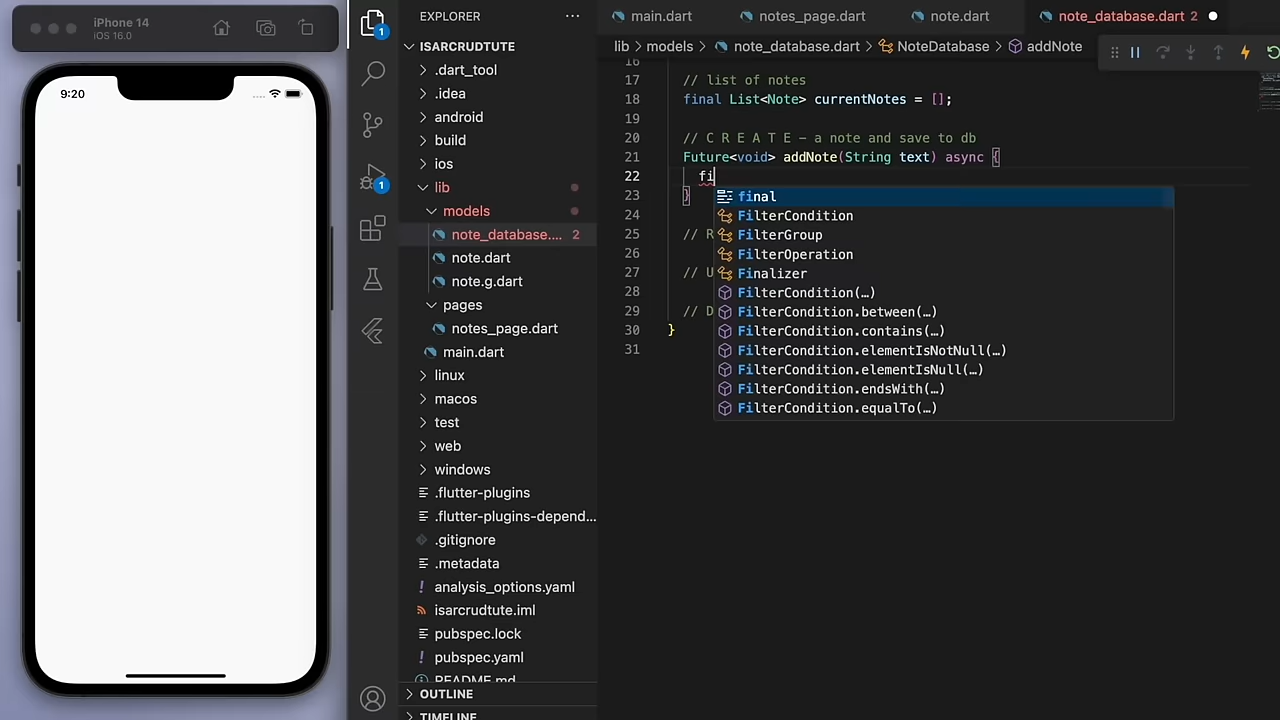 iPhone 14
iOS 16.0
9:20
1
1
EXPLORER
ISARCRUDTUTE
.dart_tool
.idea
android
build
ios
lib
models
note_database.... 2
note.dart
note.g.dart
pages
notes_page.dart
main.dart
linux
macos
test
web
windows
.flutter-plugins
.flutter-plugins-depend...
.gitignore
.metadata
! analysis_options.yaml
isarcrudtute.iml
pubspec.lock
! pubspec.yaml
README.md
OUTLINE
TIMELINE
main.dart notes_page.dart note.dart note_database.dart 2
lib > models > note_database.dart > NoteDatabase > addNote
16
17 // list of notes
18 final List<Note> currentNotes = [];
19
20 // C R E A T E - a note and save to db
21 Future<void> addNote(String text) async {
22 fi
23 }
24
25 // R
26
27 // U
28
29 // D
30 }
31
final
FilterCondition
FilterGroup
FilterOperation
Finalizer
FilterCondition(…)
FilterCondition.between(…)
FilterCondition.contains(…)
FilterCondition.elementIsNotNull(…)
FilterCondition.elementIsNull(…)
FilterCondition.endsWith(…)
FilterCondition.equalTo(…)